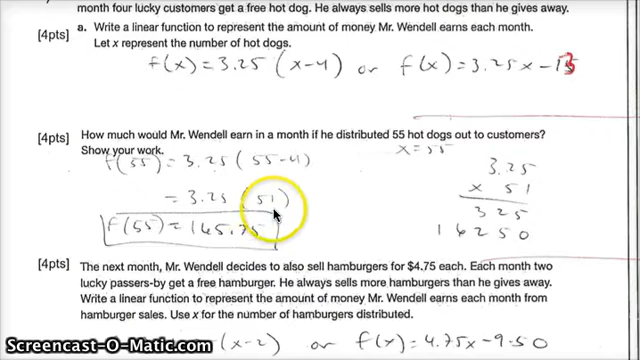 month four lucky customers get a free hot dog. He always sells more hot dogs than he gives away.
a. Write a linear function to represent the amount of money Mr. Wendell earns each month.
[4pts]
Let x represent the number of hot dogs.
f(x) = 3.25 (x-4) or f(x) = 3.25x - 13
[4pts] How much would Mr. Wendell earn in a month if he distributed 55 hot dogs out to customers?
Show your work.
x = 55
f(55) = 3.25 (55-4)
= 3.25 (51)
f(55) = 165.75
3.25
x 51
325
16250
[4pts] The next month, Mr. Wendell decides to also sell hamburgers for $4.75 each. Each month two
lucky passers-by get a free hamburger. He always sells more hamburgers than he gives away.
Write a linear function to represent the amount of money Mr. Wendell earns each month from
hamburger sales. Use x for the number of hamburgers distributed.
(x-2) or f(x) = 4.75x - 9.50
Screencast-O-Matic.com